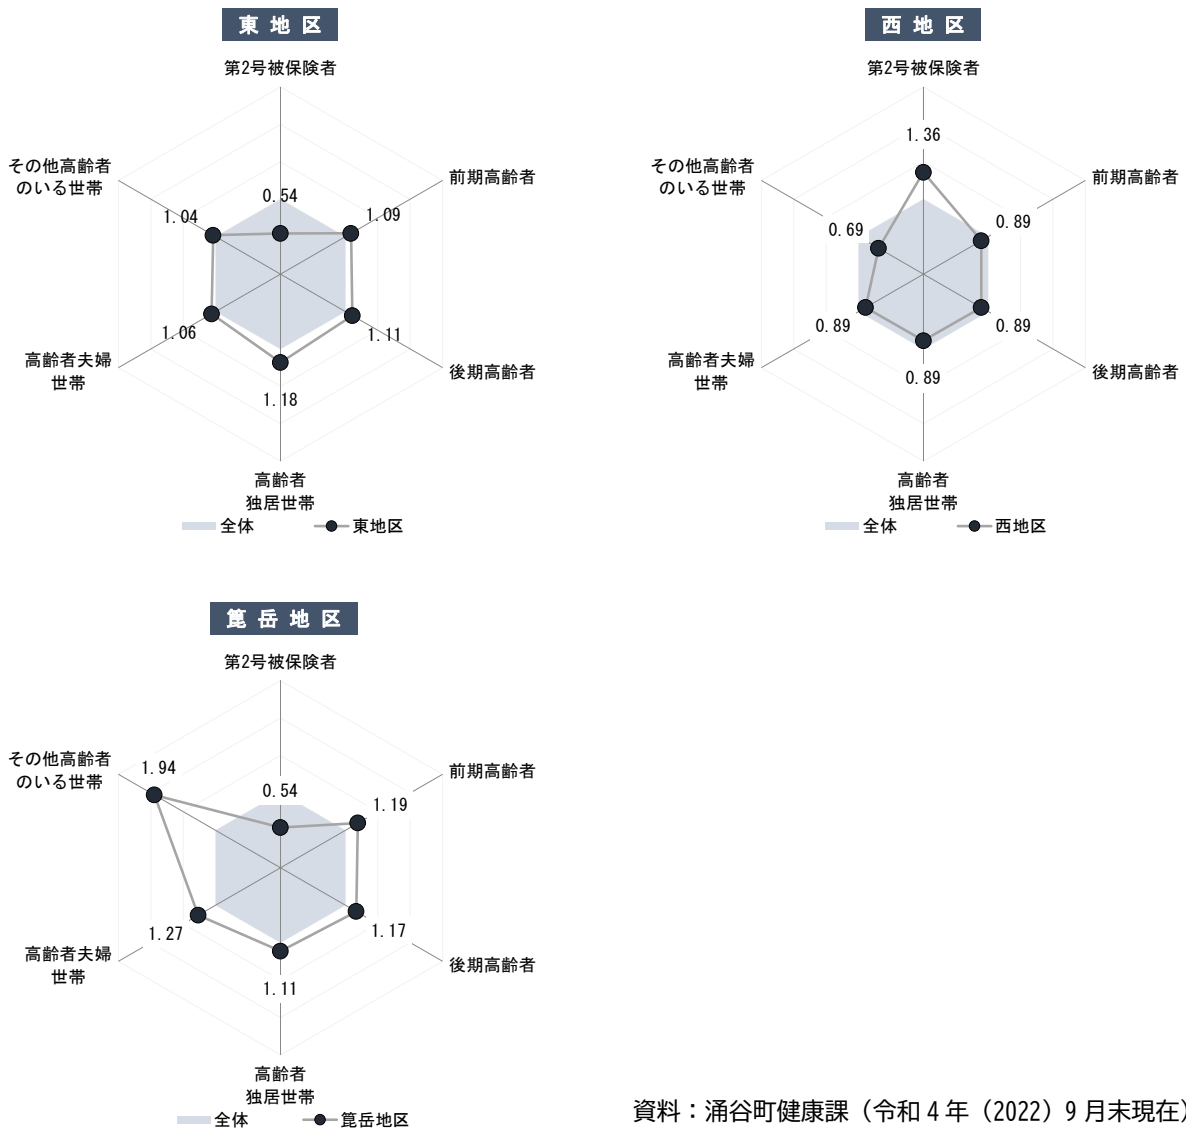 東地区
第2号被保険者
前期高齢者
後期高齢者
高齢者
独居世帯
高齢者夫婦
世帯
その他高齢者
のいる世帯
0.54
1.09
1.11
1.18
1.06
1.04
全体
東地区
西地区
第2号被保険者
前期高齢者
後期高齢者
高齢者
独居世帯
高齢者夫婦
世帯
その他高齢者
のいる世帯
1.36
0.89
0.89
0.89
0.89
0.69
全体
西地区
箟岳地区
第2号被保険者
前期高齢者
後期高齢者
高齢者
独居世帯
高齢者夫婦
世帯
その他高齢者
のいる世帯
0.54
1.19
1.17
1.11
1.27
1.94
全体
箟岳地区
資料：涌谷町健康課（令和4年（2022）9月末現在）